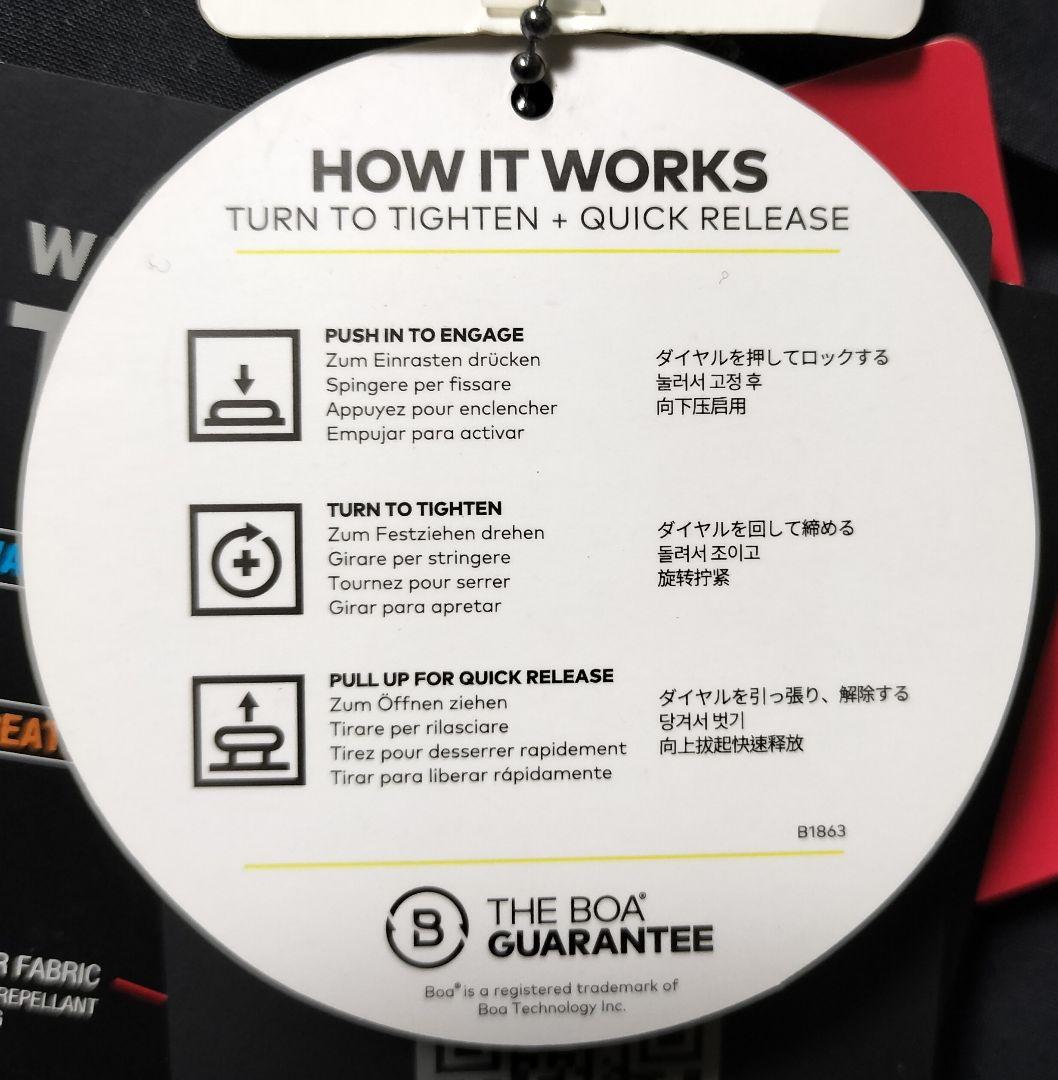 HOW IT WORKS
TURN TO TIGHTEN + QUICK RELEASE
PUSH IN TO ENGAGE
Zum Einrasten drücken
Spingere per fissare
Appuyez pour enclencher
Empujar para activar
ダイヤルを押してロックする
눌러서 고정 후
向下压启用
TURN TO TIGHTEN
Zum Festziehen drehen
Girare per stringere
Tournez pour serrer
Girar para apretar
ダイヤルを回して締める
돌려서 조이고
旋转拧紧
PULL UP FOR QUICK RELEASE
Zum Öffnen ziehen
Tirare per rilasciare
Tirez pour desserrer rapidement
Tirar para liberar rápidamente
ダイヤルを引っ張り、解除する
당겨서 벗기
向上拔起快速释放
B1863
B THE BOA®
GUARANTEE
Boa® is a registered trademark of
Boa Technology Inc.
FABRIC
REPELLANT